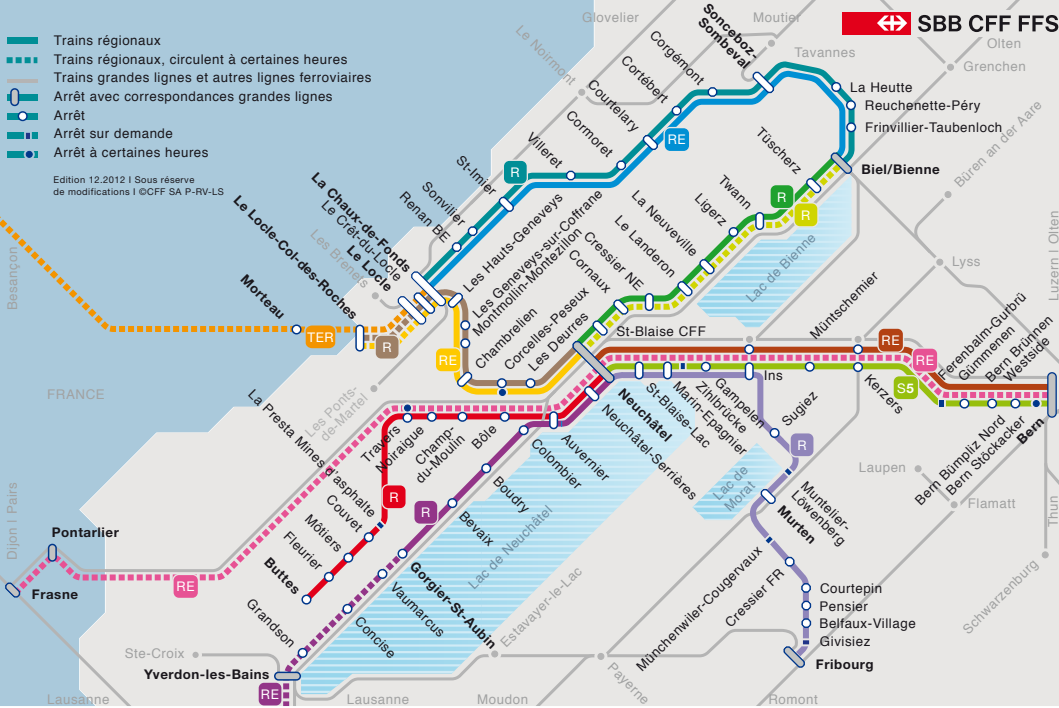 SBB CFF FFS
Trains régionaux
Trains régionaux, circulent à certaines heures
Trains grandes lignes et autres lignes ferroviaires
Arrêt avec correspondances grandes lignes
Arrêt
Arrêt sur demande
Arrêt à certaines heures
Edition 12.2012 I Sous réserve
de modifications I ©CFF SA P-RV-LS
Glovelier
Moutier
Le Noirmont
Tavannes
Olten
Grenchen
Büren an der Aare
Sonceboz-
Sombeval
Corgémont
Cortébert
Courtelary
Cormoret
Villeret
St-Imier
Sonvilier
Renan BE
La Heutte
Reuchenette-Péry
Frinvillier-Taubenloch
Biel/Bienne
RE
R
R
R
Tüscherz
Twann
Ligerz
La Neuveville
Le Landeron
Cressier NE
Cornaux
St-Blaise CFF
Lac de Bienne
Lyss
Luzern I Olten
La Chaux-de-Fonds
Le Crêt-du-Locle
Le Locle
Les Brenets
Le Locle-Col-des-Roches
Morteau
Besançon
TER
R
RE
Les Hauts-Geneveys
Les Geneveys-sur-Coffrane
Montmollin-Montezillon
Chambrelien
Corcelles-Peseux
Les Deurres
Müntschemier
Ins
RE
RE
S5
Kerzers
Ferenbalm-Gurbrü
Gümmenen
Bern Brünnen
Westside
Bern
Bern Stöckacker
Bern Bümpliz Nord
FRANCE
Les Ponts-
de-Martel
La Presta Mines d'asphalte
Travers
Noiraigue
Champ-
du-Moulin
Bôle
Auvernier
Colombier
Boudry
Bevaix
Gorgier-St-Aubin
Vaumarcus
Concise
Grandson
Yverdon-les-Bains
Neuchâtel
Neuchâtel-Serrières
St-Blaise-Lac
Marin-Epagnier
Zihlbrücke
Gampelen
Sugiez
R
Lac de
Morat
Muntelier-
Löwenberg
Murten
Münchenwiler-Cougervaux
Cressier FR
Courtepin
Pensier
Belfaux-Village
Givisiez
Fribourg
Laupen
Flamatt
Thun
Schwarzenburg
Couvet
Môtiers
Fleurier
Buttes
R
R
Lac de Neuchâtel
Estavayer-le-Lac
Pontarlier
Frasne
Dijon I Paris
RE
RE
Ste-Croix
Lausanne
Lausanne
Moudon
Payerne
Romont